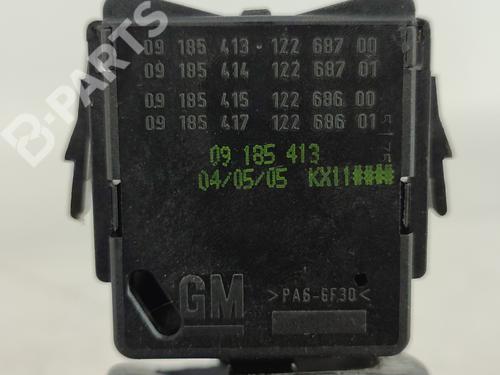 B-PARTS
09 185 413 · 122 687 00
09 185 414 122 687 01
09 185 415 122 686 00
09 185 417 122 686 01
09 185 413
04/05/05 KX11####
GM
>PA6-GF30<